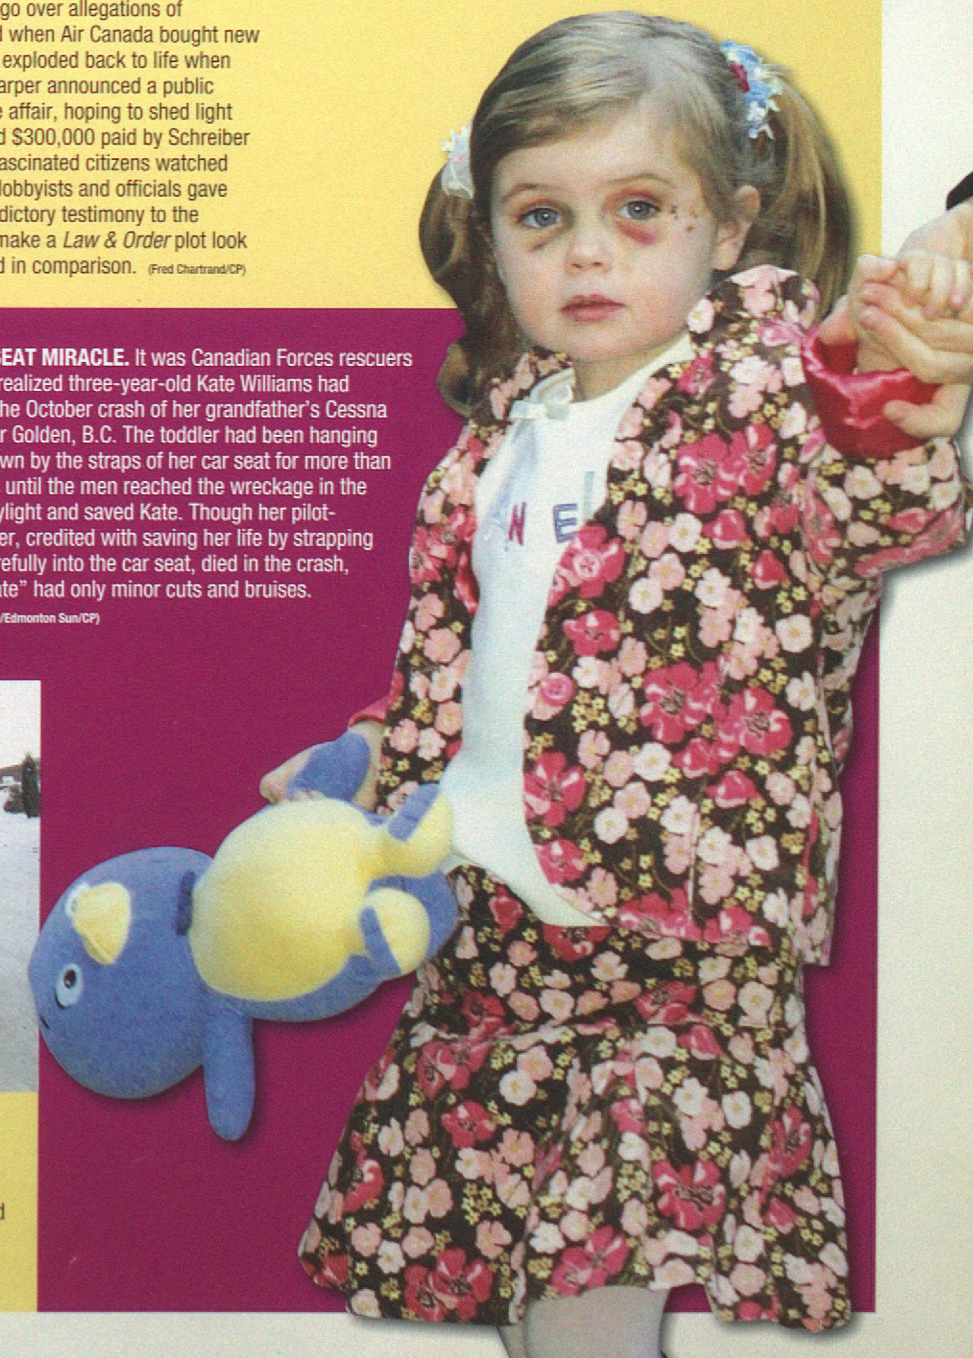 go over allegations of
when Air Canada bought new
exploded back to life when
arper announced a public
affair, hoping to shed light
d $300,000 paid by Schreiber
ascinated citizens watched
lobbyists and officials gave
dictory testimony to the
make a Law & Order plot look
d in comparison. (Fred Chartrand/CP)
EAT MIRACLE. It was Canadian Forces rescuers
realized three-year-old Kate Williams had
he October crash of her grandfather's Cessna
r Golden, B.C. The toddler had been hanging
wn by the straps of her car seat for more than
until the men reached the wreckage in the
ylight and saved Kate. Though her pilot-
er, credited with saving her life by strapping
refully into the car seat, died in the crash,
ate" had only minor cuts and bruises.
/Edmonton Sun/CP)
N E
d